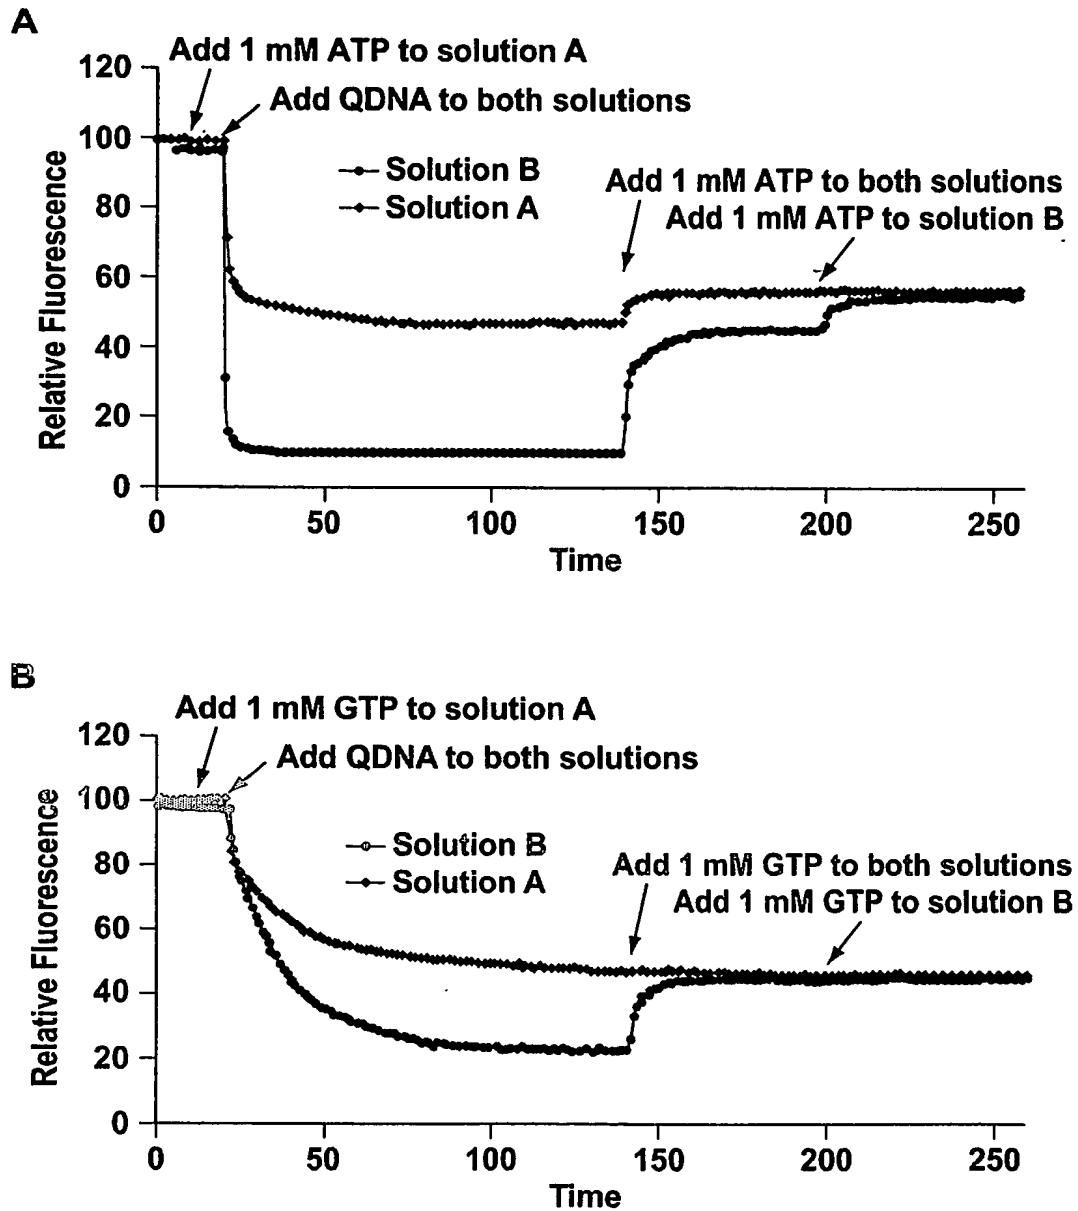 A
Add 1 mM ATP to solution A
Add QDNA to both solutions
Solution B
Solution A
Add 1 mM ATP to both solutions
Add 1 mM ATP to solution B
Relative Fluorescence
120
100
80
60
40
20
0
0 50 100 150 200 250
Time
B
Add 1 mM GTP to solution A
Add QDNA to both solutions
Solution B
Solution A
Add 1 mM GTP to both solutions
Add 1 mM GTP to solution B
Relative Fluorescence
120
100
80
60
40
20
0
0 50 100 150 200 250
Time